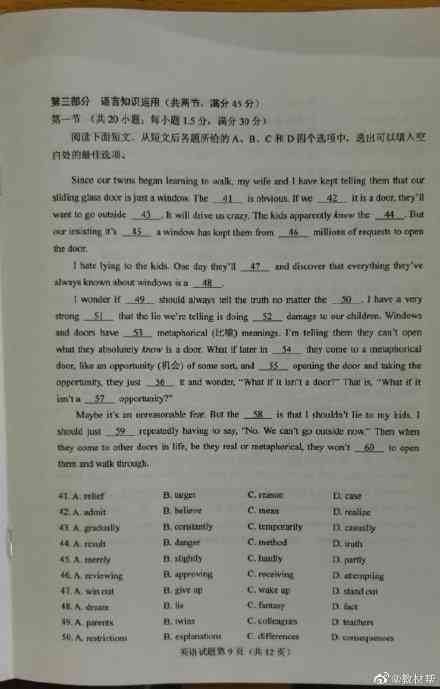 第三部分 语言知识运用（共两节，满分 45 分）
第一节 （共 20 小题；每小题 1.5 分，满分 30 分）
阅读下面短文，从短文后各题所给的 A、B、C 和 D 四个选项中，选出可以填入空
白处的最佳选项。
Since our twins began learning to walk, my wife and I have kept telling them that our
sliding glass door is just a window. The 41 is obvious. If we 42 it is a door, they'll
want to go outside 43 . It will drive us crazy. The kids apparently know the 44 . But
our insisting it's 45 a window has kept them from 46 millions of requests to open
the door.
I hate lying to the kids. One day they'll 47 and discover that everything they've
always known about windows is a 48 .
I wonder if 49 should always tell the truth no matter the 50 . I have a very
strong 51 that the lie we're telling is doing 52 damage to our children. Windows
and doors have 53 metaphorical (比喻) meanings. I'm telling them they can't open
what they absolutely know is a door. What if later in 54 they come to a metaphorical
door, like an opportunity (机会) of some sort, and 55 opening the door and taking the
opportunity, they just 56 it and wonder, "What if it isn't a door?" That is, "What if it
isn't a 57 opportunity?"
Maybe it's an unreasonable fear. But the 58 is that I shouldn't lie to my kids. I
should just 59 repeatedly having to say, "No. We can't go outside now." Then when
they come to other doors in life, be they real or metaphorical, they won't 60 to open
them and walk through.
41. A. relief B. target C. reason D. case
42. A. admit B. believe C. mean D. realize
43. A. gradually B. constantly C. temporarily D. casually
44. A. result B. danger C. method D. truth
45. A. merely B. slightly C. hardly D. partly
46. A. reviewing B. approving C. receiving D. attempting
47. A. win out B. give up C. wake up D. stand out
48. A. dream B. lie C. fantasy D. fact
49. A. parents B. twins C. colleagues D. teachers
50. A. restrictions B. explanations C. differences D. consequences
英语试题第 9 页（共 12 页）
@教材帮